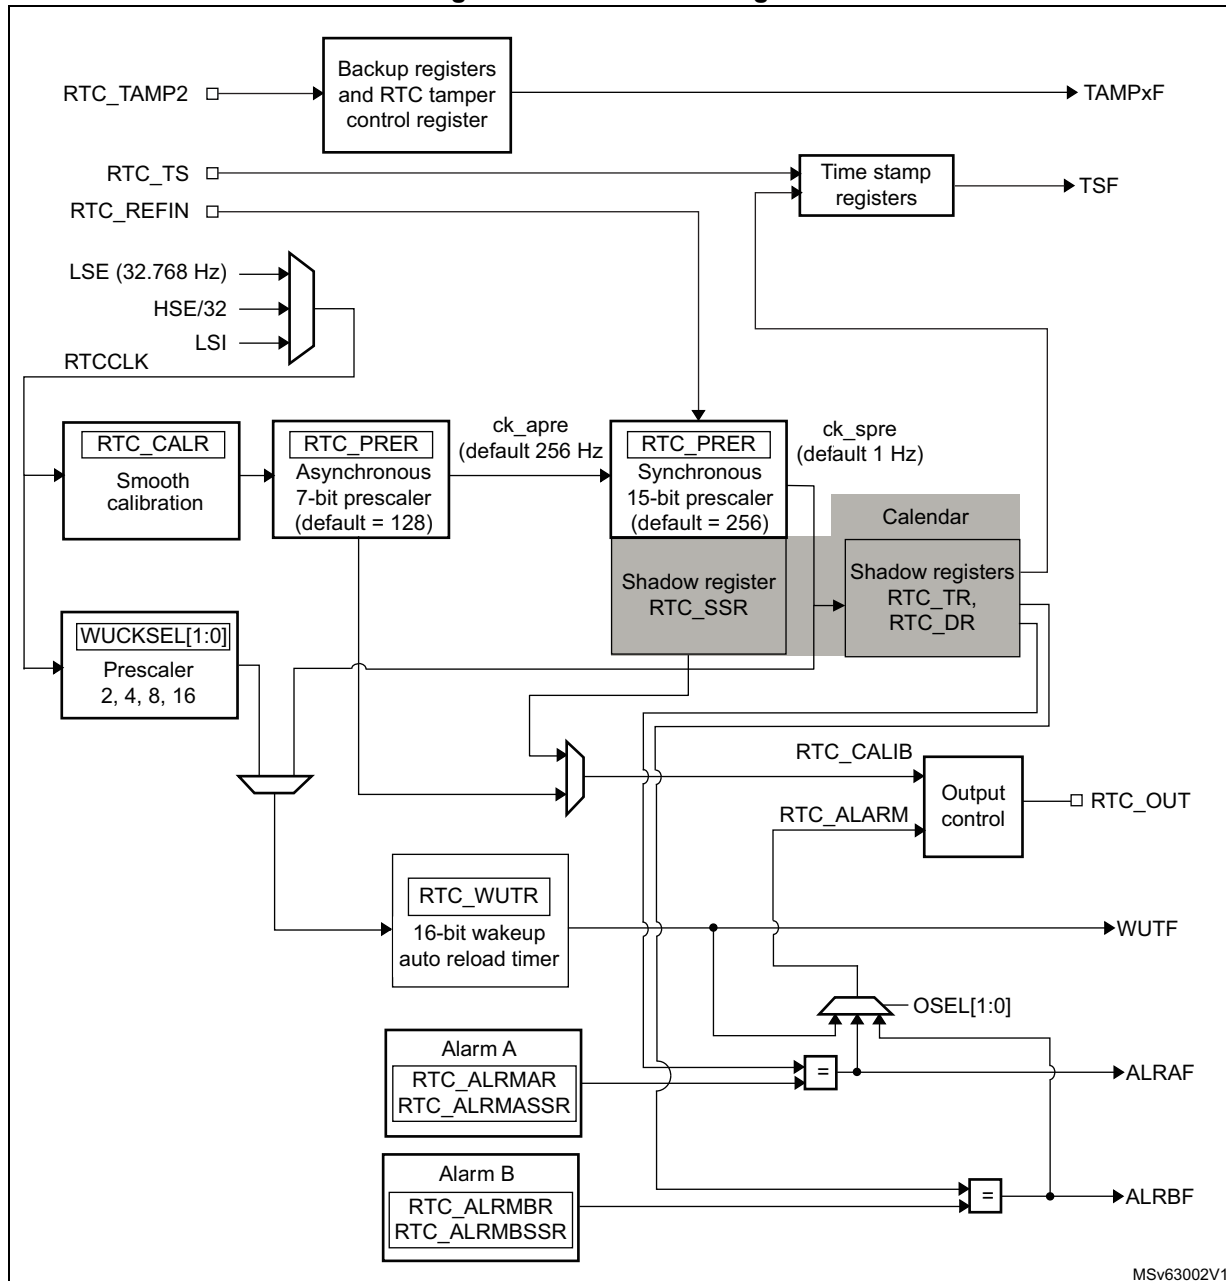 Backup registers
and RTC tamper
control register
RTC_TAMP2
TAMPxF
RTC_TS
Time stamp
registers
TSF
RTC_REFIN
LSE (32.768 Hz)
HSE/32
LSI
RTCCLK
RTC_CALR
Smooth
calibration
RTC_PRER
Asynchronous
7-bit prescaler
(default = 128)
ck_apre
(default 256 Hz
RTC_PRER
Synchronous
15-bit prescaler
(default = 256)
ck_spre
(default 1 Hz)
Calendar
Shadow register
RTC_SSR
Shadow registers
RTC_TR,
RTC_DR
WUCKSEL[1:0]
Prescaler
2, 4, 8, 16
RTC_CALIB
RTC_ALARM
Output
control
RTC_OUT
RTC_WUTR
16-bit wakeup
auto reload timer
WUTF
OSEL[1:0]
Alarm A
RTC_ALRMAR
RTC_ALRMASSR
=
ALRAF
Alarm B
RTC_ALRMBR
RTC_ALRMBSSR
=
ALRBF
MSv63002V1